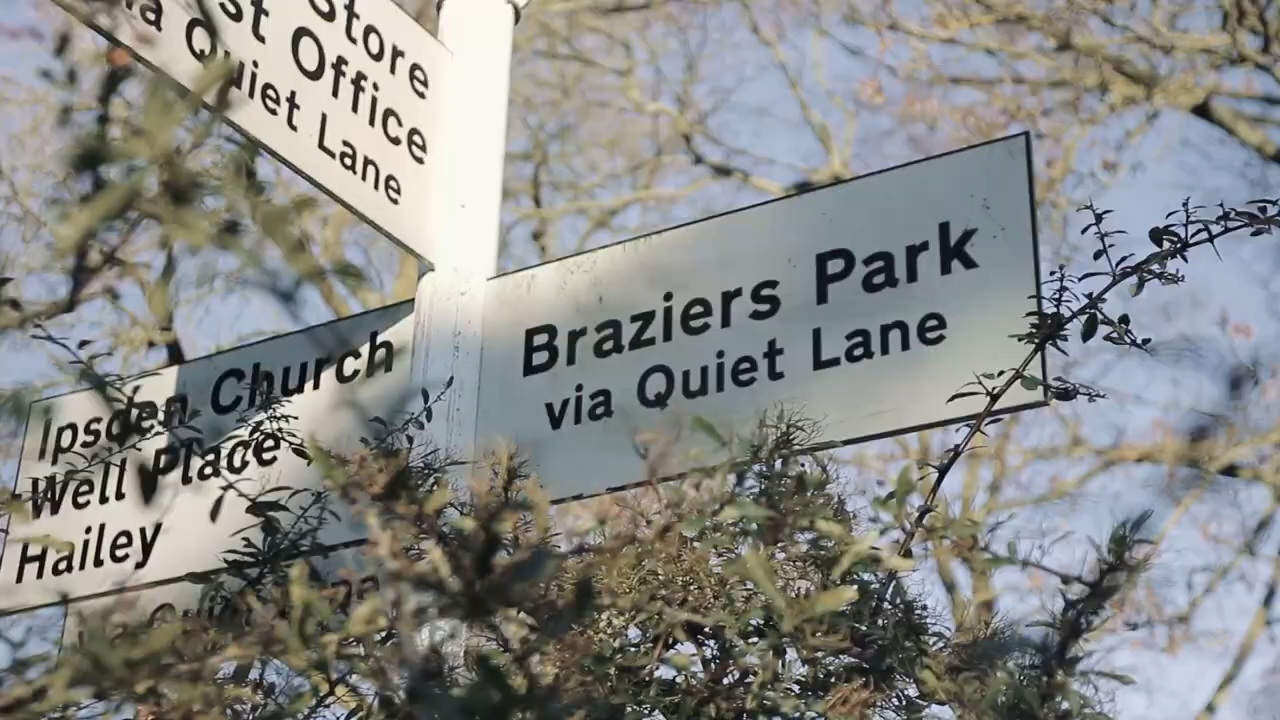 Store
Office
Quiet Lane
Braziers Park
via Quiet Lane
Ipsden Church
Well Place
Hailey